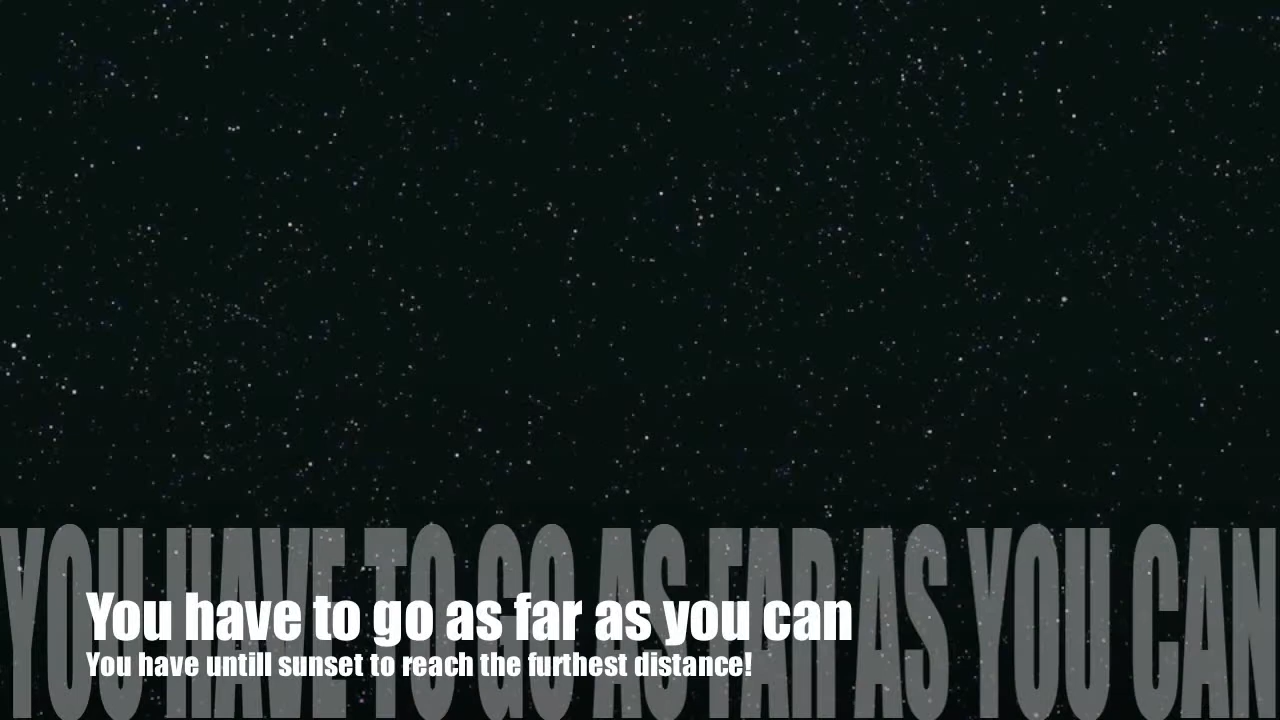 YOU HAVE TO GO AS FAR AS YOU CAN
You have to go as far as you can
You have untill sunset to reach the furthest distance!